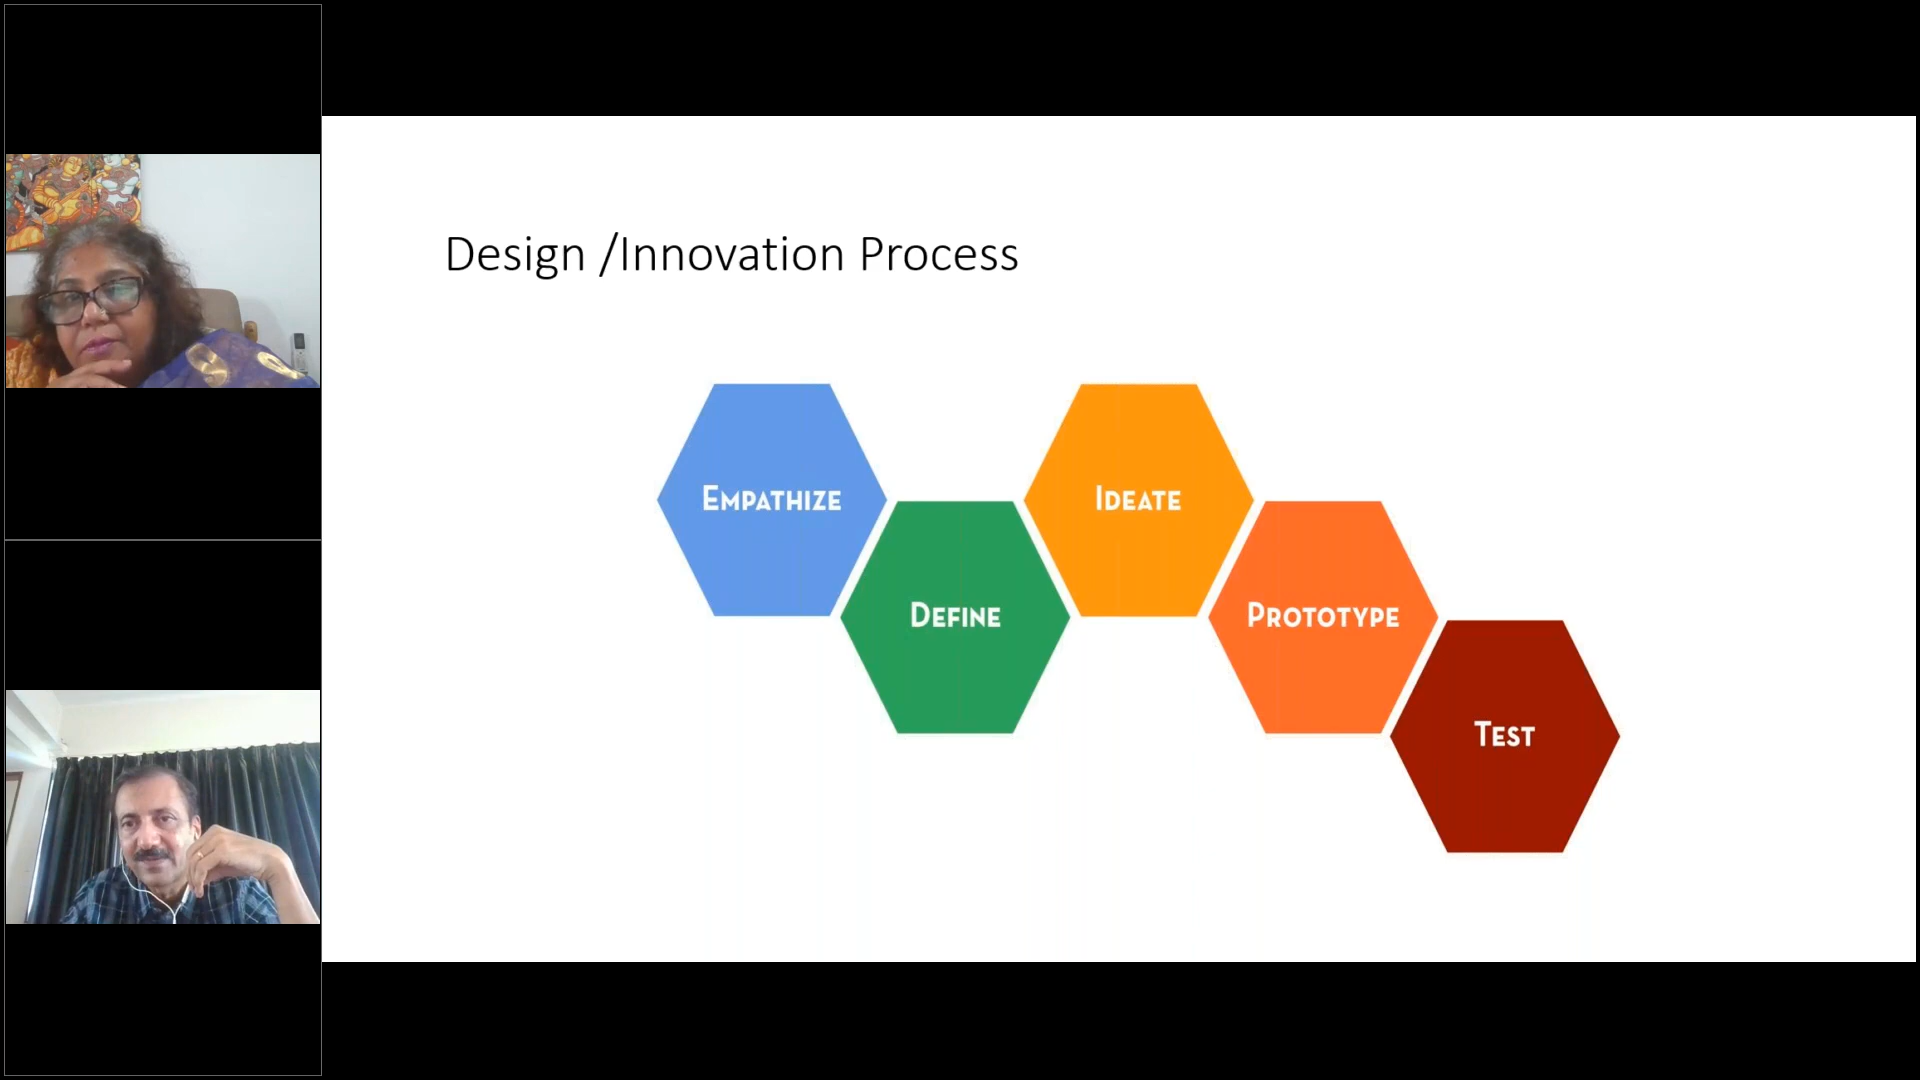 Design /Innovation Process
EMPATHIZE
DEFINE
IDEATE
PROTOTYPE
TEST